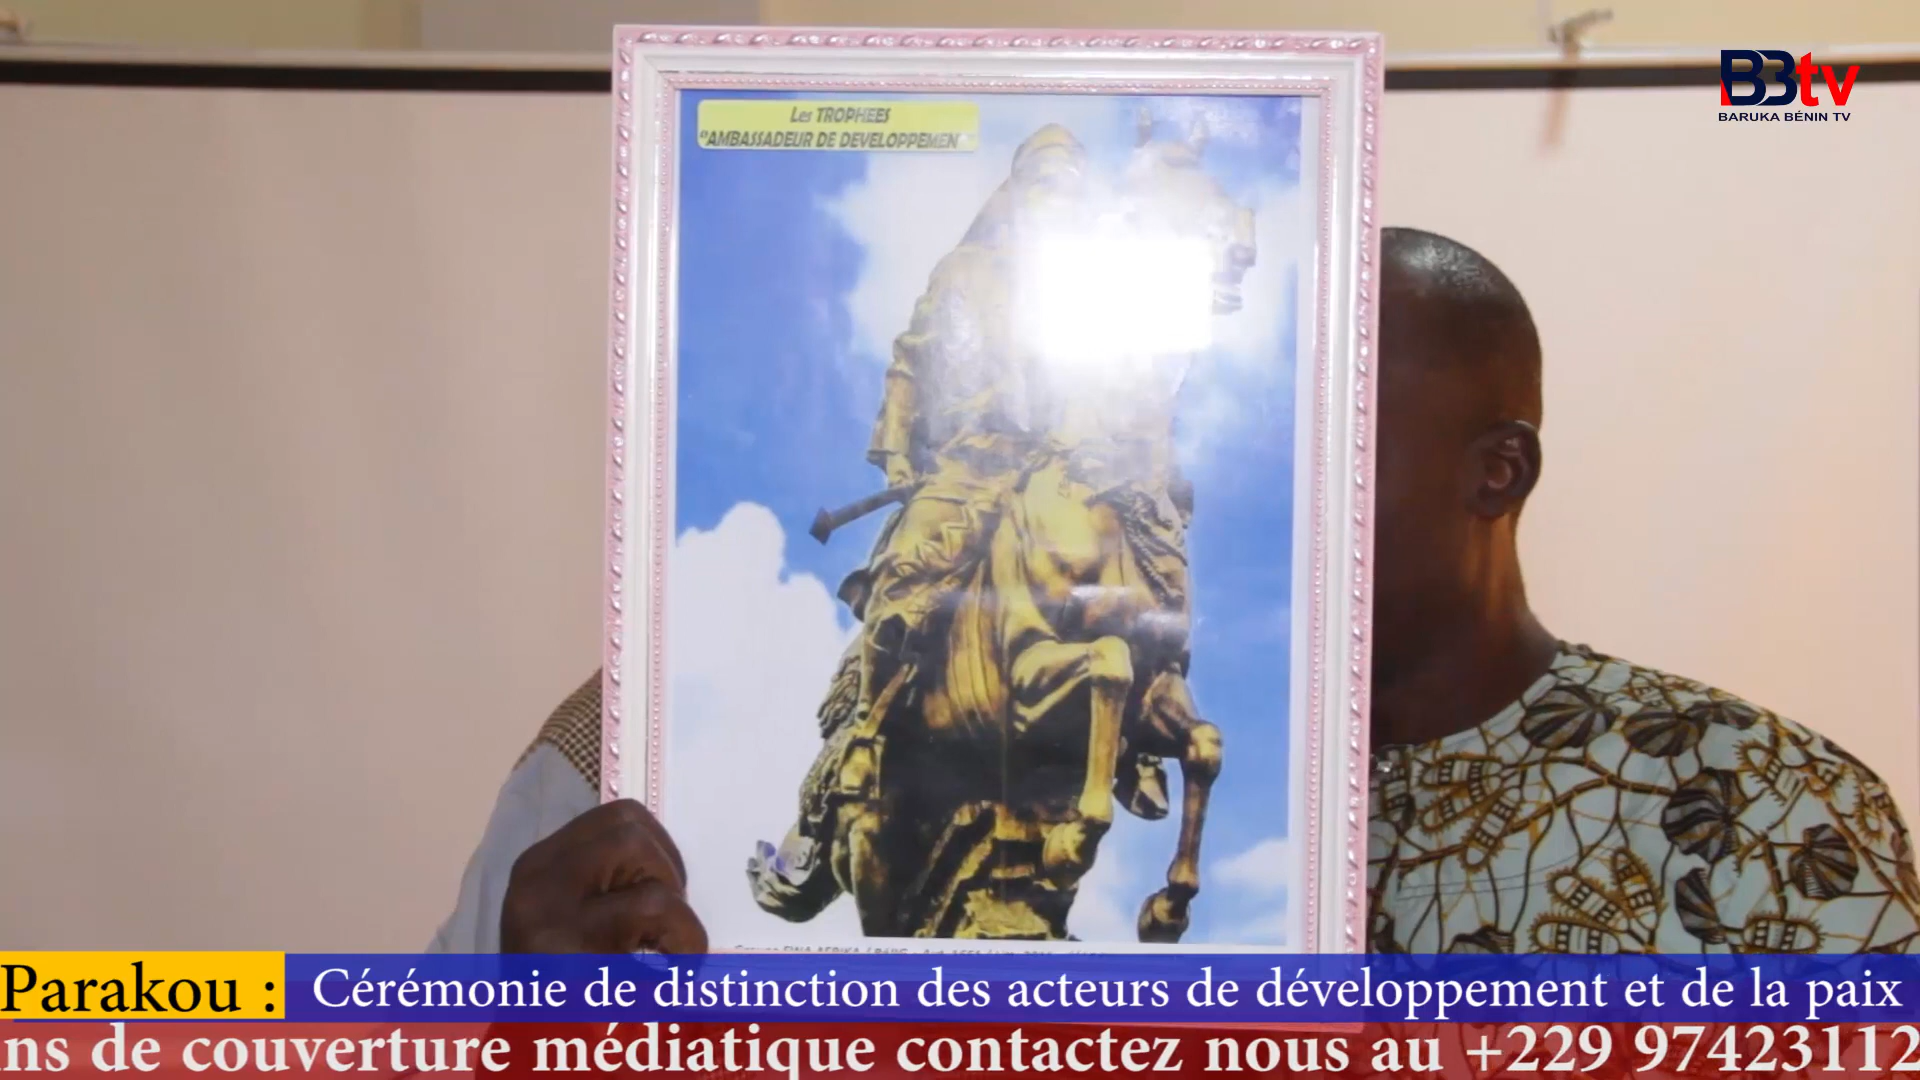 BBtv
BARUKA BÉNIN TV
Les TROPHEES
"AMBASSADEUR DE DEVELOPPEMEN
Parakou :
Cérémonie de distinction des acteurs de développement et de la paix
ns de couverture médiatique contactez nous au +229 97423112